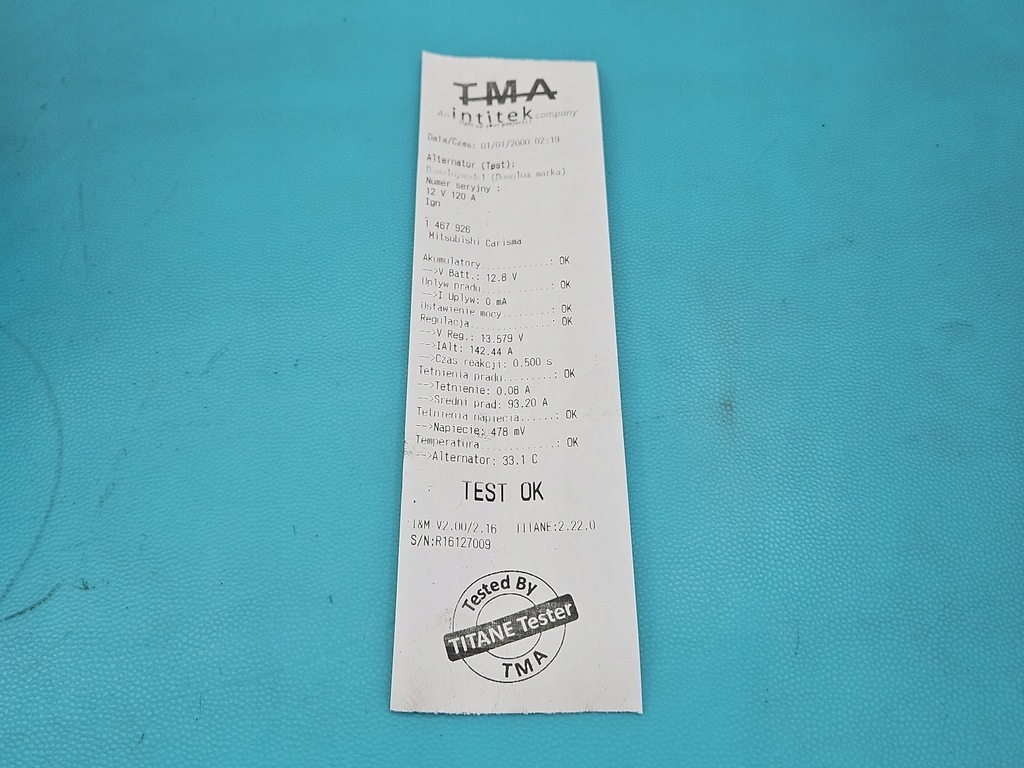 TMA
An intitek company
Data/Czas: 01/01/2000 02:19
Alternator (Test):
(Dowolna marka)
Numer seryjny :
12 V 120 A
Ign
1 467 926
Mitsubishi Carisma
Akumulatory............: OK
-->V Batt.: 12.8 V
Uplyw pradu............: OK
-->I Uplyw: 0 mA
Ustawienie mocy........: OK
Regulacja..............: OK
-->V Reg.: 13.579 V
-->IAlt: 142.44 A
-->Czas reakcji: 0.500 s
Tetnienia pradu........: OK
-->Tetnienie: 0.08 A
-->Sredni prad: 93.20 A
Tetnienia napiecia.....: OK
-->Napiecie: 478 mV
Temperatura............: OK
-->Alternator: 33.1 C
TEST OK
I&M V2.00/2.16 TITANE:2.22.0
S/N:R16127009
Tested By
TITANE Tester
TMA